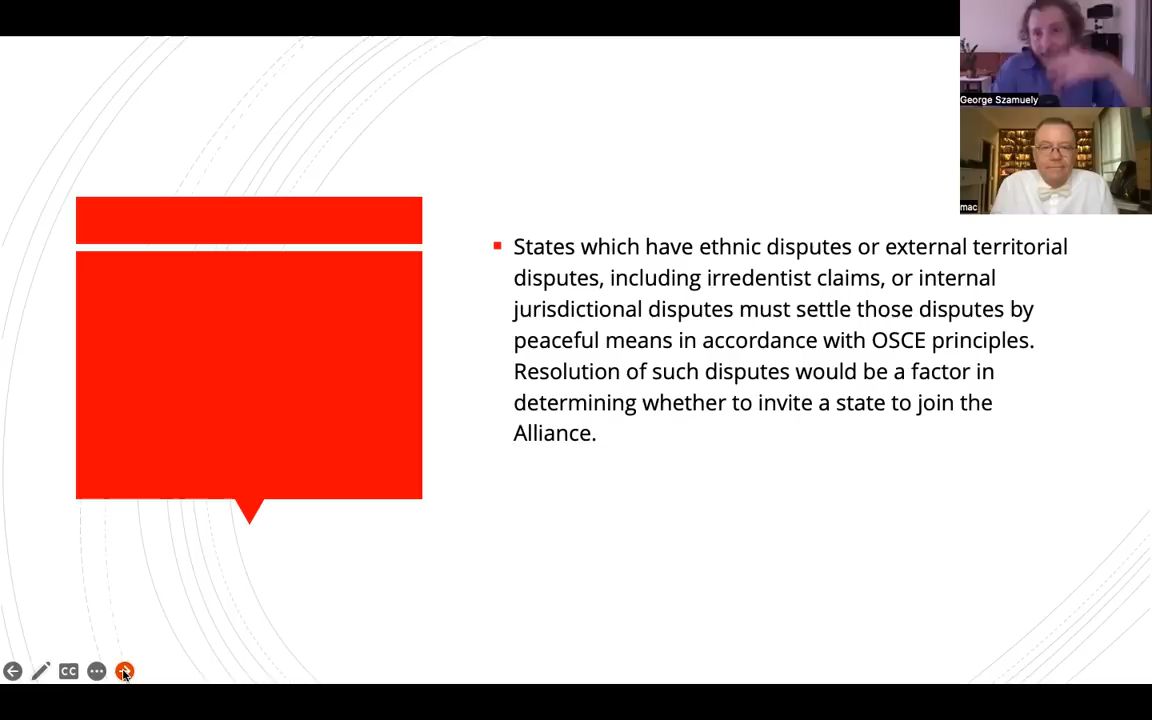 George Szamuely
mac
States which have ethnic disputes or external territorial
disputes, including irredentist claims, or internal
jurisdictional disputes must settle those disputes by
peaceful means in accordance with OSCE principles.
Resolution of such disputes would be a factor in
determining whether to invite a state to join the
Alliance.
CC